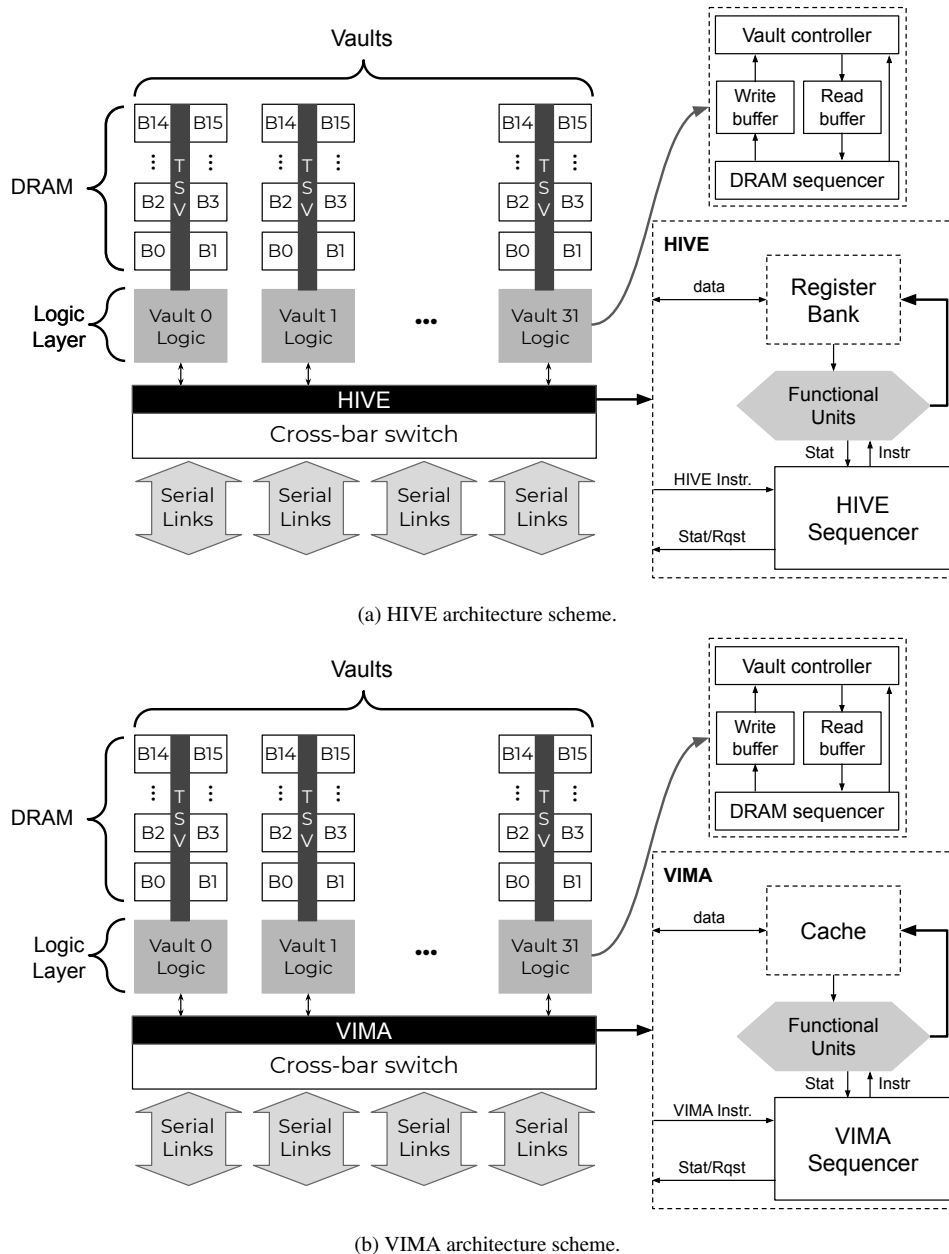 Vaults
DRAM
B14 B15 B14 B15 B14 B15
⋮ ⋮ ⋮ ⋮ ⋮ ⋮
TSV TSV TSV
B2 B3 B2 B3 B2 B3
B0 B1 B0 B1 B0 B1
Logic
Layer
Vault 0
Logic
Vault 1
Logic
...
Vault 31
Logic
HIVE
Cross-bar switch
Serial
Links
Serial
Links
Serial
Links
Serial
Links
Vault controller
Write
buffer
Read
buffer
DRAM sequencer
HIVE
data
Register
Bank
Functional
Units
Stat Instr
HIVE Instr.
Stat/Rqst
HIVE
Sequencer
(a) HIVE architecture scheme.
Vaults
DRAM
B14 B15 B14 B15 B14 B15
⋮ ⋮ ⋮ ⋮ ⋮ ⋮
TSV TSV TSV
B2 B3 B2 B3 B2 B3
B0 B1 B0 B1 B0 B1
Logic
Layer
Vault 0
Logic
Vault 1
Logic
...
Vault 31
Logic
VIMA
Cross-bar switch
Serial
Links
Serial
Links
Serial
Links
Serial
Links
Vault controller
Write
buffer
Read
buffer
DRAM sequencer
VIMA
data
Cache
Functional
Units
Stat Instr
VIMA Instr.
Stat/Rqst
VIMA
Sequencer
(b) VIMA architecture scheme.